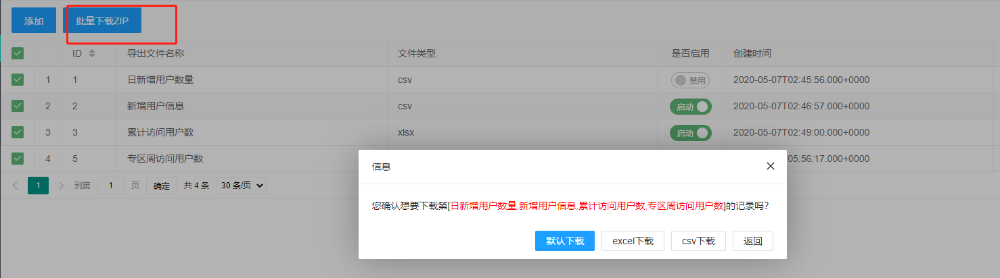 添加 批量下载ZIP
ID 导出文件名称 文件类型 是否启用 创建时间
1 1 日新增用户数量 csv 禁用 2020-05-07T02:45:56.000+0000
2 2 新增用户信息 csv 启动 2020-05-07T02:46:57.000+0000
3 3 累计访问用户数 xlsx 启动 2020-05-07T02:49:00.000+0000
4 5 专区周访问用户数 05:56:17.000+0000
1 到第 1 页 确定 共 4 条 30 条/页
信息
您确认想要下载第[日新增用户数量,新增用户信息,累计访问用户数,专区周访问用户数]的记录吗?
默认下载 excel下载 csv下载 返回